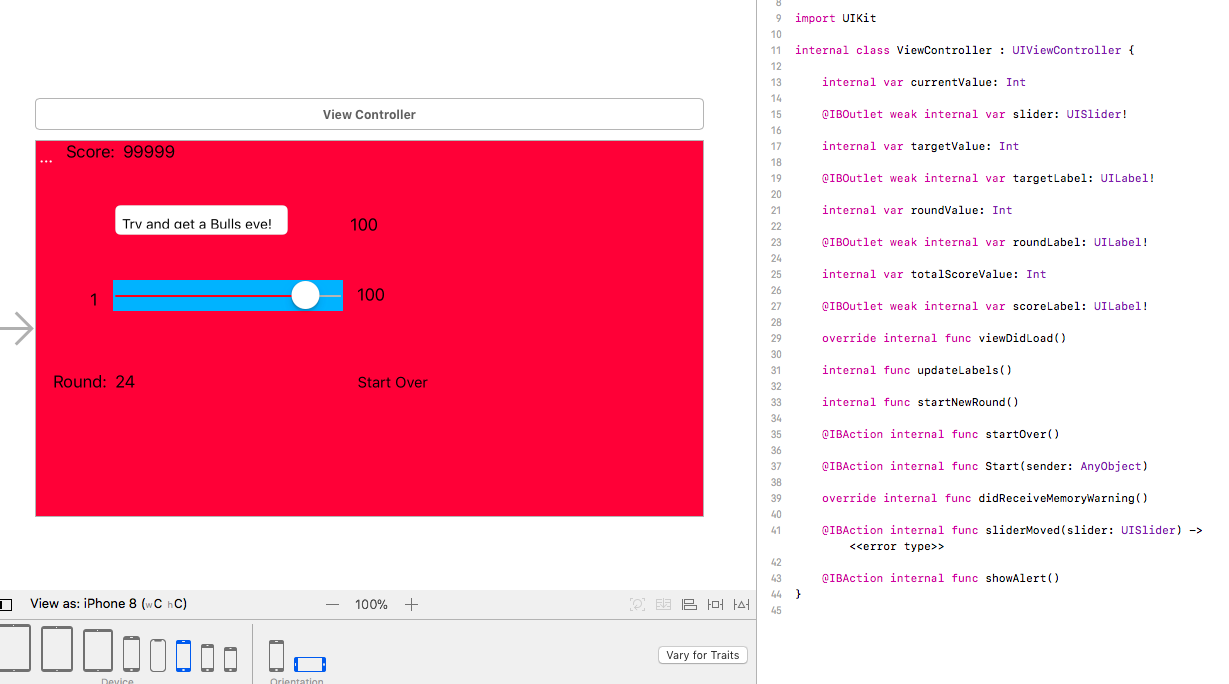 View Controller
... Score: 99999
Try and get a Bulls eye! 100
1 100
Round: 24 Start Over
View as: iPhone 8 (wC hC) — 100% +
Device
Orientation
Vary for Traits
8
9 import UIKit
10
11 internal class ViewController : UIViewController {
12
13 internal var currentValue: Int
14
15 @IBOutlet weak internal var slider: UISlider!
16
17 internal var targetValue: Int
18
19 @IBOutlet weak internal var targetLabel: UILabel!
20
21 internal var roundValue: Int
22
23 @IBOutlet weak internal var roundLabel: UILabel!
24
25 internal var totalScoreValue: Int
26
27 @IBOutlet weak internal var scoreLabel: UILabel!
28
29 override internal func viewDidLoad()
30
31 internal func updateLabels()
32
33 internal func startNewRound()
34
35 @IBAction internal func startOver()
36
37 @IBAction internal func Start(sender: AnyObject)
38
39 override internal func didReceiveMemoryWarning()
40
41 @IBAction internal func sliderMoved(slider: UISlider) ->
<<error type>>
42
43 @IBAction internal func showAlert()
44 }
45